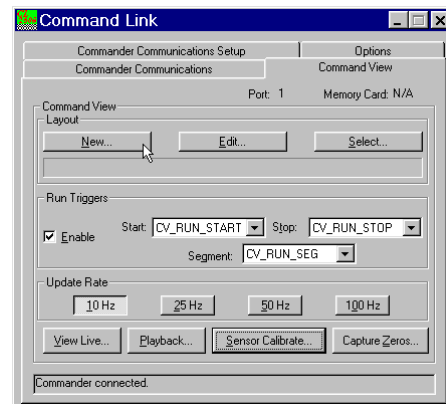 Command Link
Commander Communications Setup Options
Commander Communications Command View
Port: 1 Memory Card: N/A
Command View
Layout
New... Edit... Select...
Run Triggers
Enable Start: CV_RUN_START Stop: CV_RUN_STOP
Segment: CV_RUN_SEG
Update Rate
10 Hz 25 Hz 50 Hz 100 Hz
View Live... Playback... Sensor Calibrate... Capture Zeros...
Commander connected.